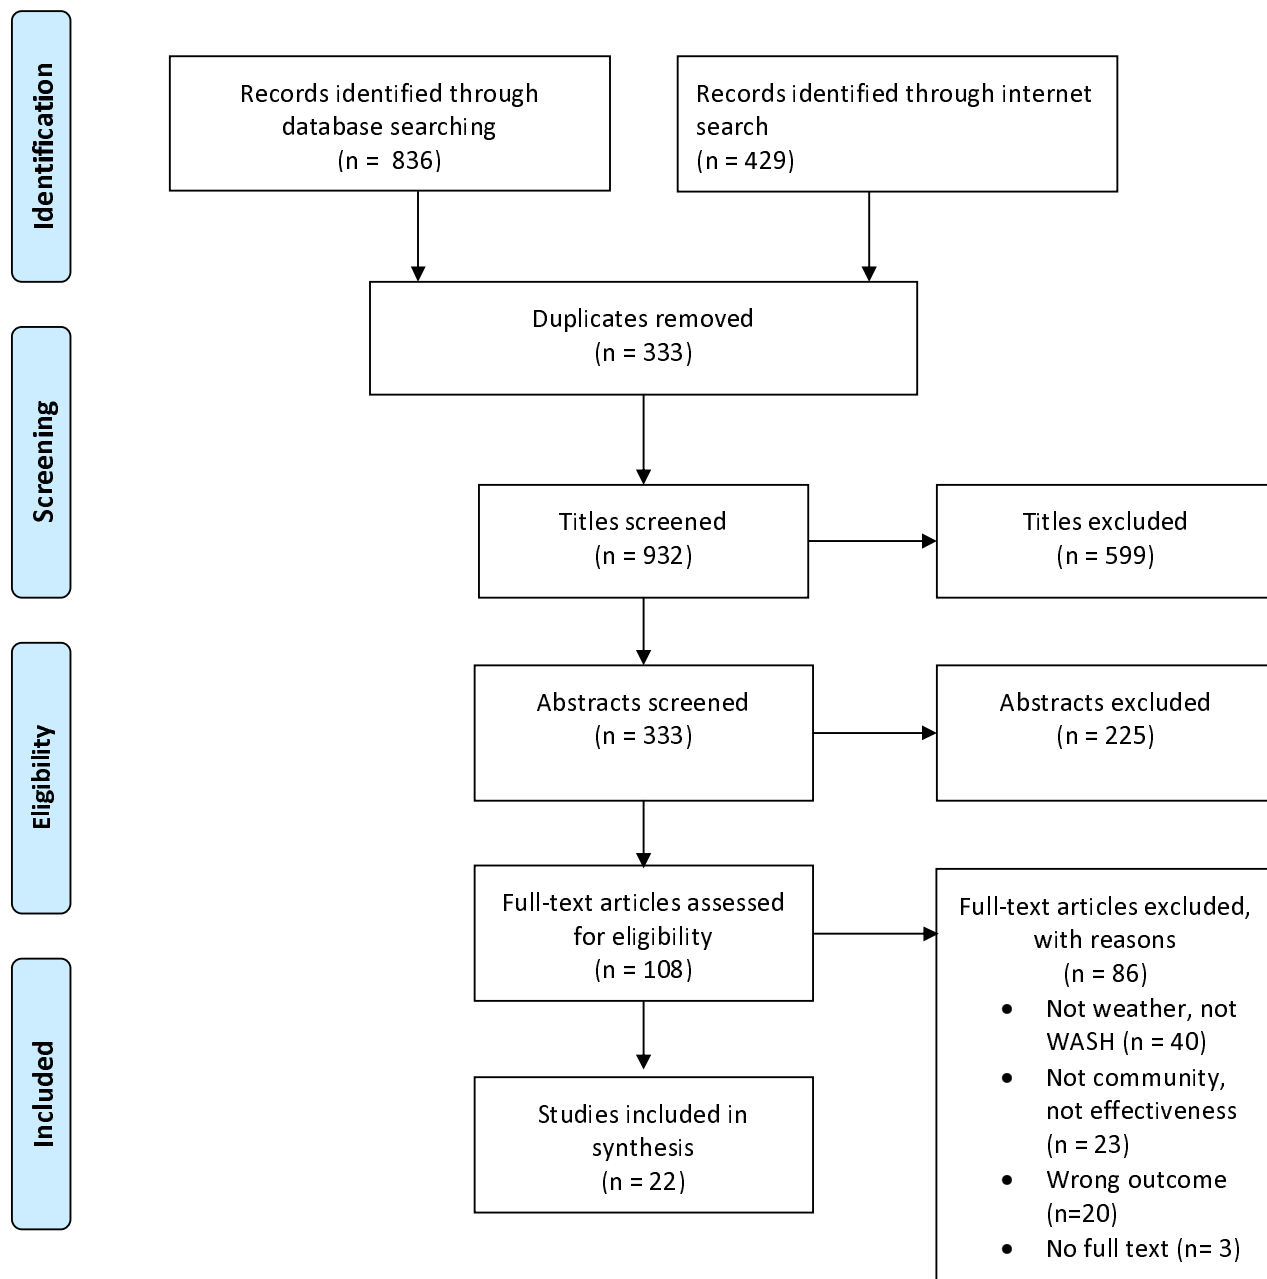 Identification
Records identified through
database searching
(n =  836)
Records identified through internet
search
(n = 429)
Duplicates removed
(n = 333)
Screening
Titles screened
(n = 932)
Titles excluded
(n = 599)
Eligibility
Abstracts screened
(n = 333)
Abstracts excluded
(n = 225)
Full-text articles assessed
for eligibility
(n = 108)
Full-text articles excluded,
with reasons
(n = 86)
• Not weather, not
WASH (n = 40)
• Not community,
not effectiveness
(n = 23)
• Wrong outcome
(n=20)
• No full text (n= 3)
Included
Studies included in
synthesis
(n = 22)